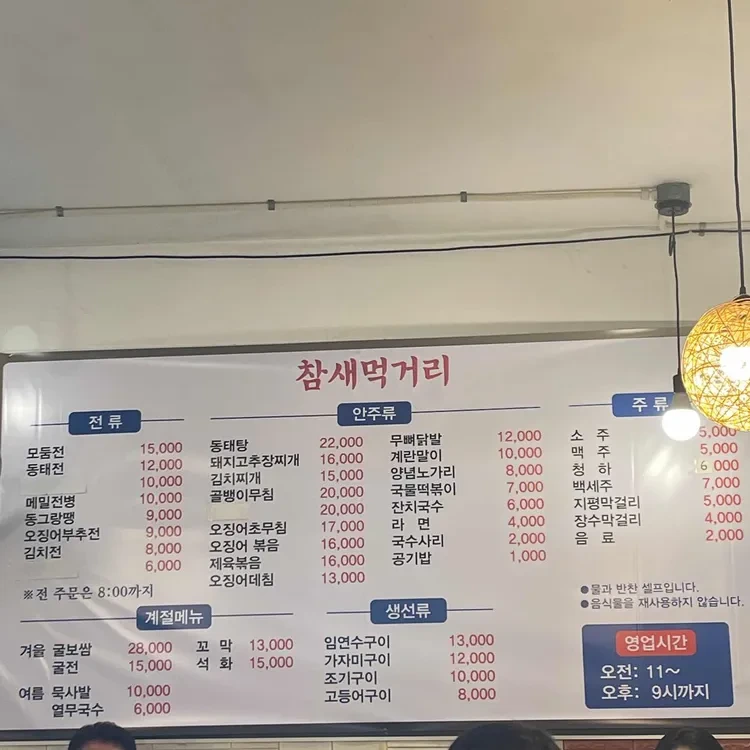 참새먹거리
전 류
모둠전 15,000
동태전 12,000
10,000
메밀전병 10,000
동그랑땡 9,000
오징어부추전 9,000
김치전 8,000
6,000
※전 주문은 8:00까지
안주류
동태탕 22,000
돼지고추장찌개 16,000
김치찌개 15,000
골뱅이무침 20,000
20,000
오징어초무침 17,000
오징어 볶음 16,000
제육볶음 16,000
오징어데침 13,000
무뼈닭발 12,000
계란말이 10,000
양념노가리 8,000
국물떡볶이 7,000
잔치국수 6,000
라 면 4,000
국수사리 2,000
공기밥 1,000
주 류
소 주 5,000
맥 주 5,000
청 하 6,000
백세주 7,000
지평막걸리 5,000
장수막걸리 4,000
음 료 2,000
●물과 반찬 셀프입니다.
●음식물을 재사용하지 않습니다.
계절메뉴
겨울 굴보쌈 28,000
굴전 15,000
꼬 막 13,000
석 화 15,000
여름 묵사발 10,000
열무국수 6,000
생선류
임연수구이 13,000
가자미구이 12,000
조기구이 10,000
고등어구이 8,000
영업시간
오전: 11~
오후: 9시까지